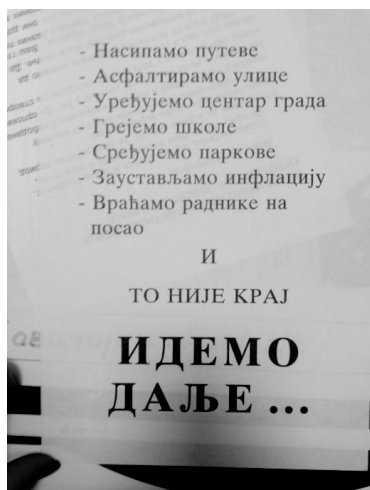 - Насипамо путеве
- Асфалтирамо улице
- Уређујемо центар града
- Грејемо школе
- Сређујемо паркове
- Заустављамо инфлацију
- Враћамо раднике на
посао
И
ТО НИЈЕ КРАЈ
ИДЕМО
ДАЉЕ ...